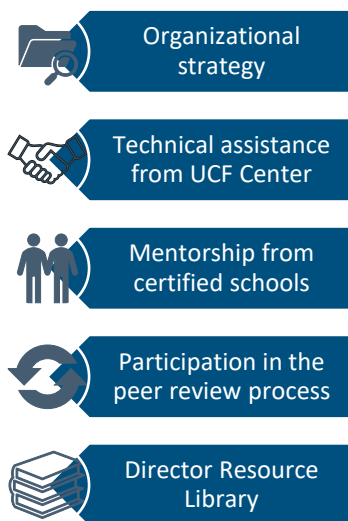 Organizational
strategy
Technical assistance
from UCF Center
Mentorship from
certified schools
Participation in the
peer review process
Director Resource
Library